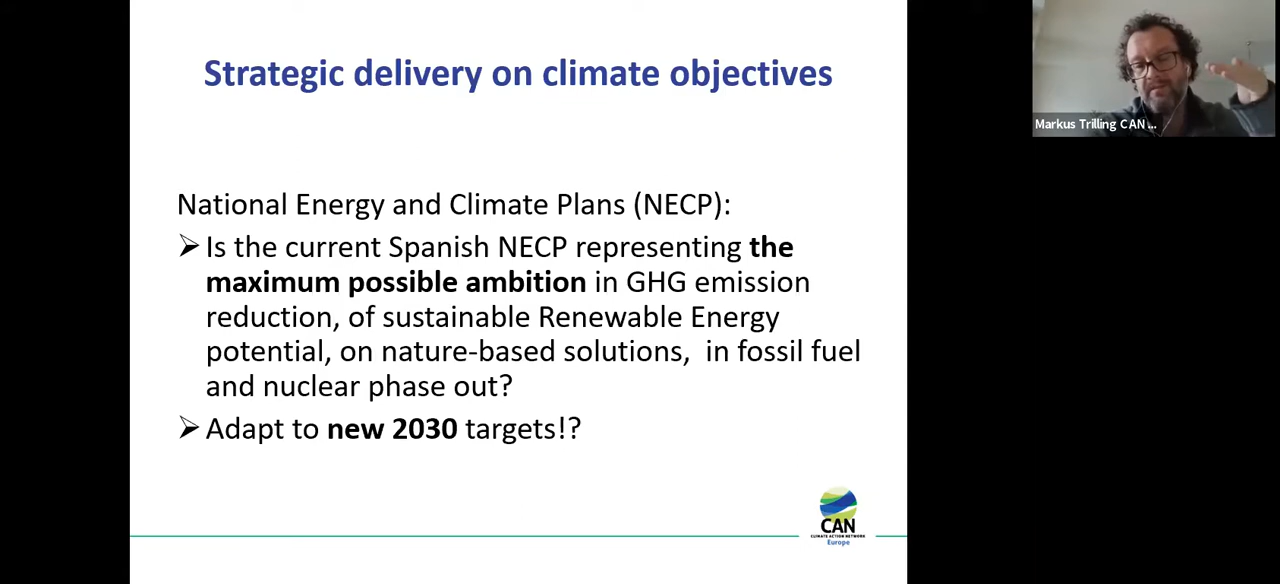 Strategic delivery on climate objectives
Markus Trilling CAN ...
National Energy and Climate Plans (NECP):
Is the current Spanish NECP representing the
maximum possible ambition in GHG emission
reduction, of sustainable Renewable Energy
potential, on nature-based solutions, in fossil fuel
and nuclear phase out?
Adapt to new 2030 targets!?
CAN
CLIMATE ACTION NETWORK
Europe